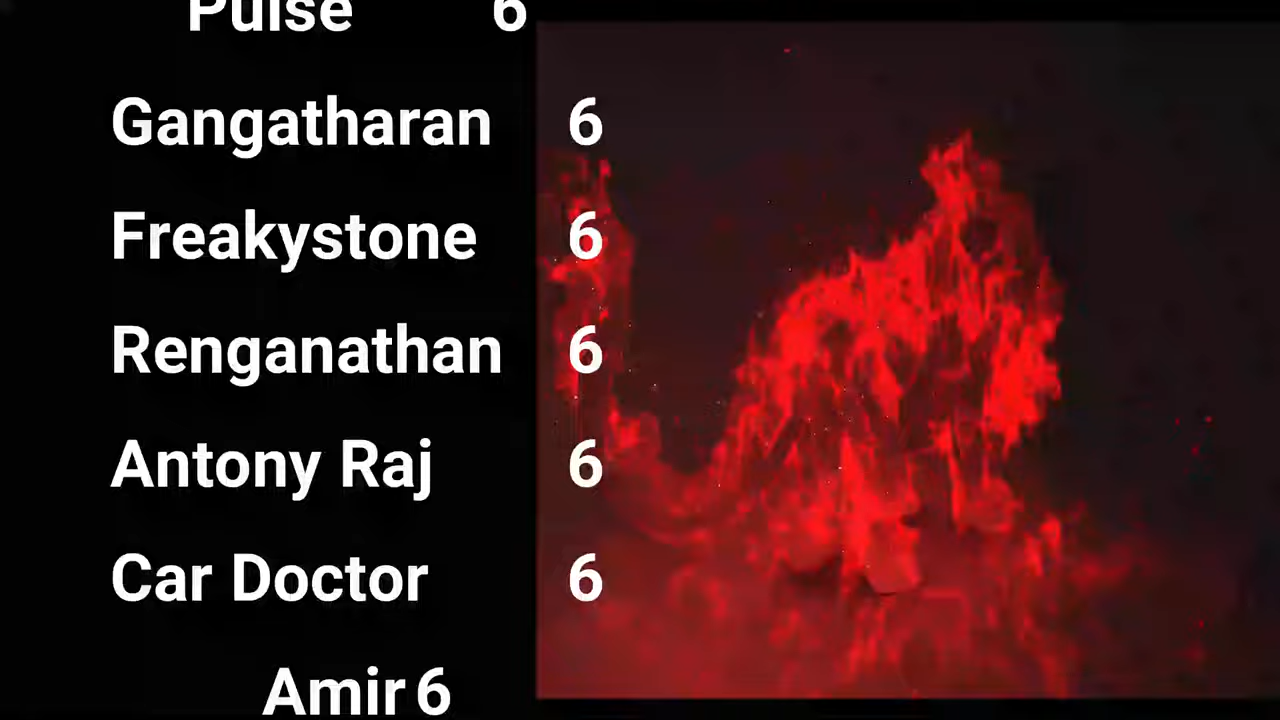 Pulse 6
Gangatharan 6
Freakystone 6
Renganathan 6
Antony Raj 6
Car Doctor 6
Amir 6